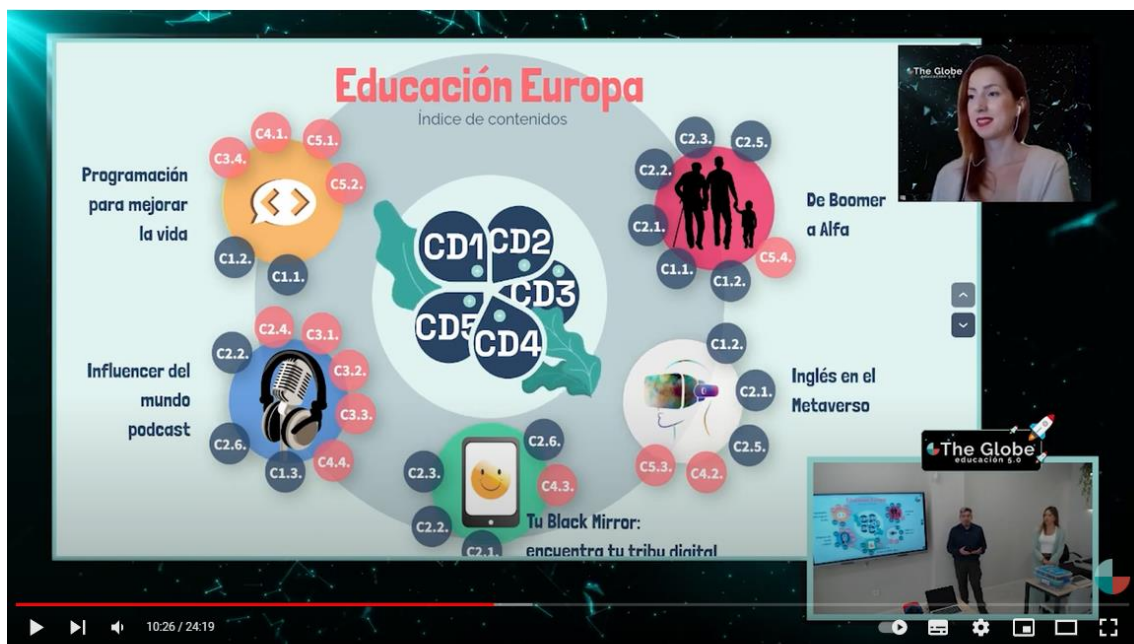 Educación Europa
Índice de contenidos
The Globe
educación 5.0
Programación
para mejorar
la vida
C3.4.
C4.1.
C5.1.
C5.2.
C1.2.
C1.1.
CD1
CD2
CD3
CD4
CD5
C2.3.
C2.5.
C2.2.
C2.1.
C1.1.
C1.2.
C5.4.
De Boomer
a Alfa
Influencer del
mundo
podcast
C2.4.
C3.1.
C2.2.
C3.2.
C3.3.
C4.4.
C1.3.
C2.6.
C2.3.
C2.2.
C2.1.
C2.6.
C4.3.
Tu Black Mirror:
encuentra tu tribu digital
C1.2.
C2.1.
C2.5.
C4.2.
C5.3.
Inglés en el
Metaverso
The Globe
educación 5.0
10:26 / 24:19